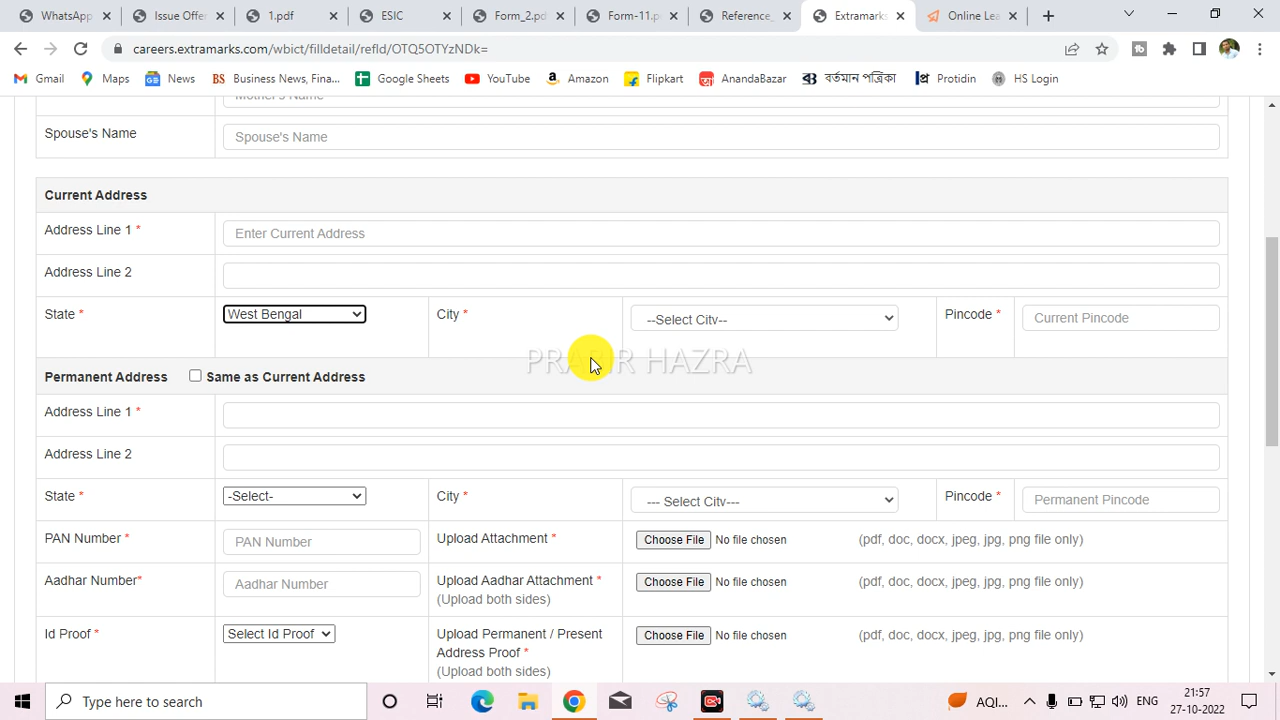 WhatsApp
Issue Offer
1.pdf
ESIC
Form_2.pd
Form-11.p
Reference_
Extramarks
Online Lea
careers.extramarks.com/wbict/filldetail/refId/OTQ5OTYzNDk=
Gmail
Maps
News
BS Business News, Fina...
Google Sheets
YouTube
Amazon
Flipkart
AnandaBazar
বর্তমান পত্রিকা
Protidin
HS Login
Mother's Name
Spouse's Name
Spouse's Name
Current Address
Address Line 1 *
Enter Current Address
Address Line 2
State *
West Bengal
City *
--Select City--
Pincode *
Current Pincode
PRABIR HAZRA
Permanent Address
Same as Current Address
Address Line 1 *
Address Line 2
State *
-Select-
City *
--- Select City---
Pincode *
Permanent Pincode
PAN Number *
PAN Number
Upload Attachment *
Choose File No file chosen
(pdf, doc, docx, jpeg, jpg, png file only)
Aadhar Number*
Aadhar Number
Upload Aadhar Attachment *
(Upload both sides)
Choose File No file chosen
(pdf, doc, docx, jpeg, jpg, png file only)
Id Proof *
Select Id Proof
Upload Permanent / Present
Address Proof *
(Upload both sides)
Choose File No file chosen
(pdf, doc, docx, jpeg, jpg, png file only)
Type here to search
AQI...
ENG
21:57
27-10-2022